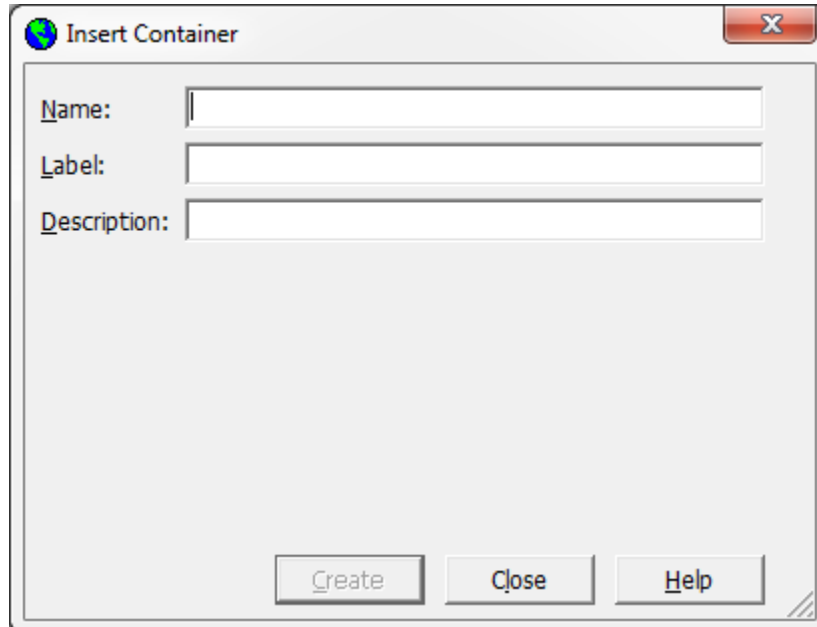 Insert Container
Name:
Label:
Description:
Create Close Help